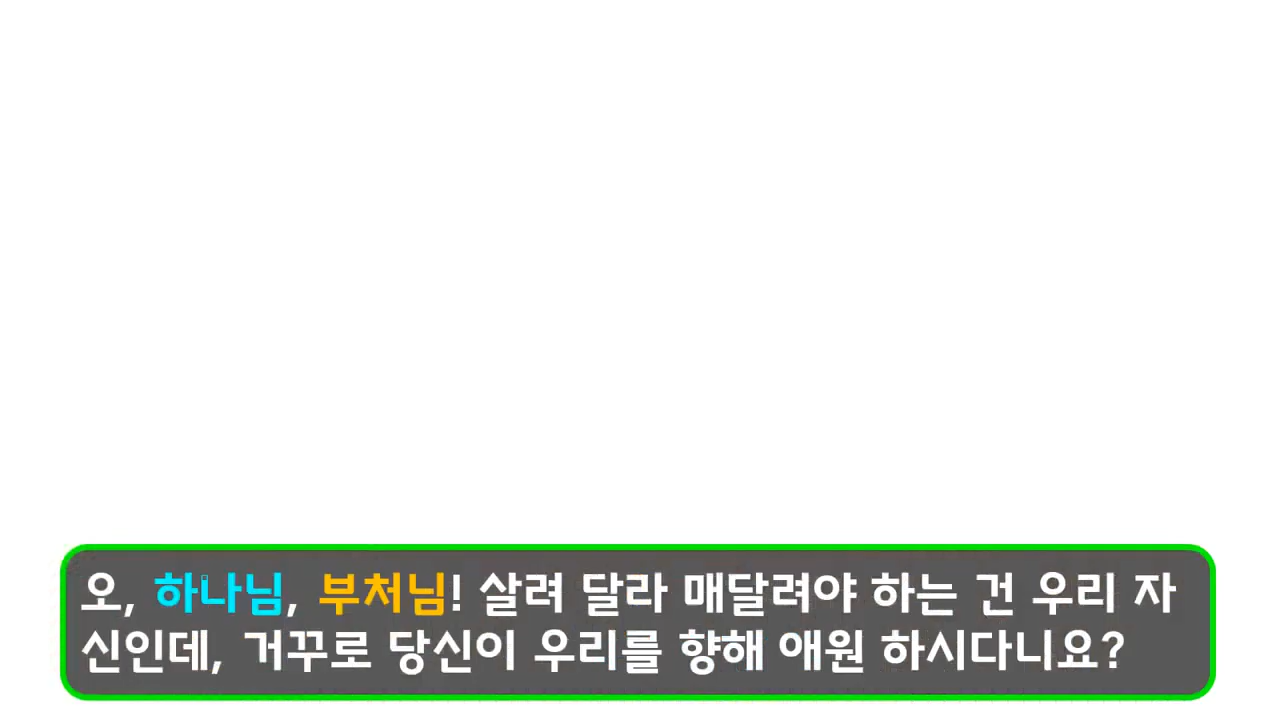 오, 하나님, 부처님! 살려 달라 매달려야 하는 건 우리 자
신인데, 거꾸로 당신이 우리를 향해 애원 하시다니요?